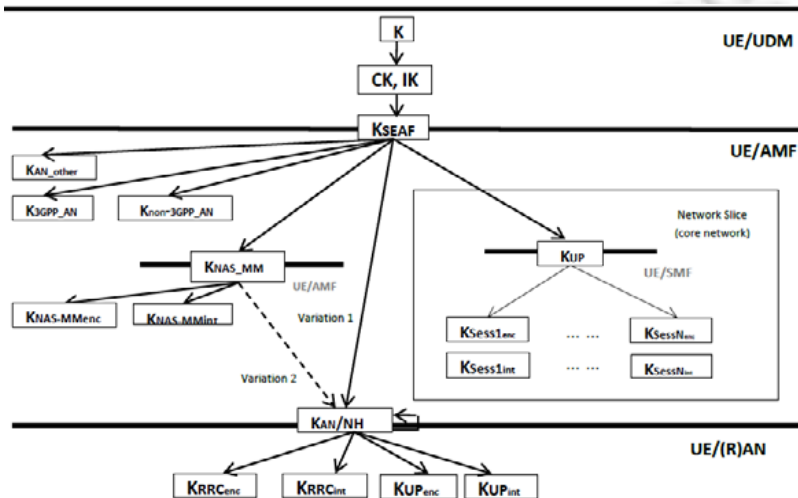 K
UE/UDM
CK, IK
KSEAF
UE/AMF
KAN_other
K3GPP_AN
Knon-3GPP_AN
Network Slice
(core network)
KNAS_MM
KUP
UE/AMF
UE/SMF
KNAS-MMenc
KNAS-MMint
Variation 1
KSess1enc
... ...
KSessNenc
KSess1int
... ...
KSessNint
Variation 2
KAN/NH
UE/(R)AN
KRRCenc
KRRCint
KUPenc
KUPint